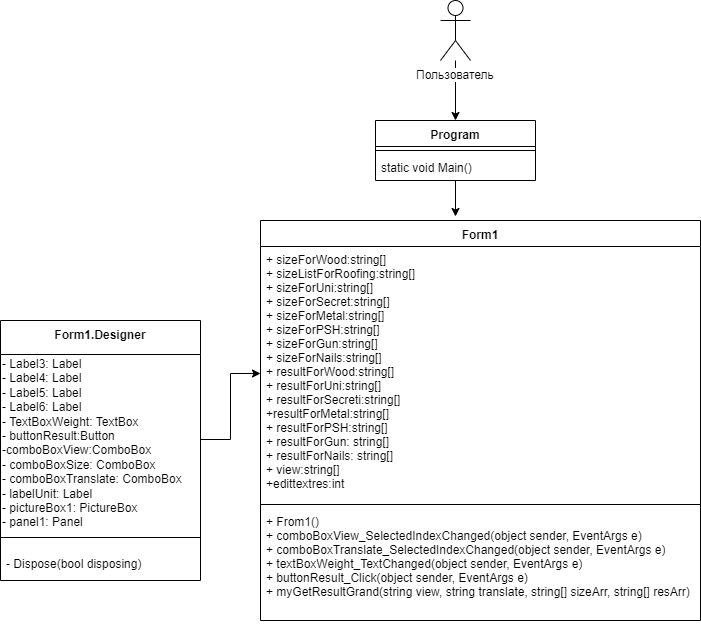 Пользователь
Program
static void Main()
Form1
+ sizeForWood:string[]
+ sizeListForRoofing:string[]
+ sizeForUni:string[]
+ sizeForSecret:string[]
+ sizeForMetal:string[]
+ sizeForPSH:string[]
+ sizeForGun:string[]
+ sizeForNails:string[]
+ resultForWood:string[]
+ resultForUni:string[]
+ resultForSecreti:string[]
+resultForMetal:string[]
+ resultForPSH:string[]
+ resultForGun: string[]
+ resultForNails: string[]
+ view:string[]
+edittextres:int
+ From1()
+ comboBoxView_SelectedIndexChanged(object sender, EventArgs e)
+ comboBoxTranslate_SelectedIndexChanged(object sender, EventArgs e)
+ textBoxWeight_TextChanged(object sender, EventArgs e)
+ buttonResult_Click(object sender, EventArgs e)
+ myGetResultGrand(string view, string translate, string[] sizeArr, string[] resArr)
Form1.Designer
- Label3: Label
- Label4: Label
- Label5: Label
- Label6: Label
- TextBoxWeight: TextBox
- buttonResult:Button
-comboBoxView:ComboBox
- comboBoxSize: ComboBox
- comboBoxTranslate: ComboBox
- labelUnit: Label
- pictureBox1: PictureBox
- panel1: Panel
- Dispose(bool disposing)